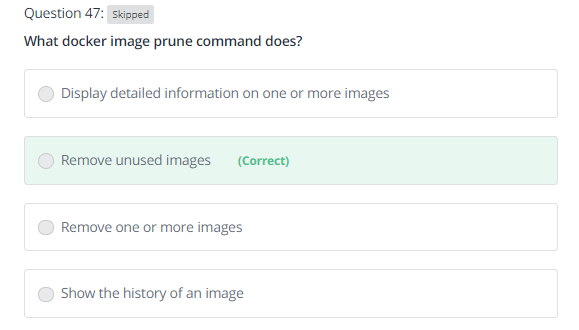 Question 47: Skipped
What docker image prune command does?
Display detailed information on one or more images
Remove unused images (Correct)
Remove one or more images
Show the history of an image